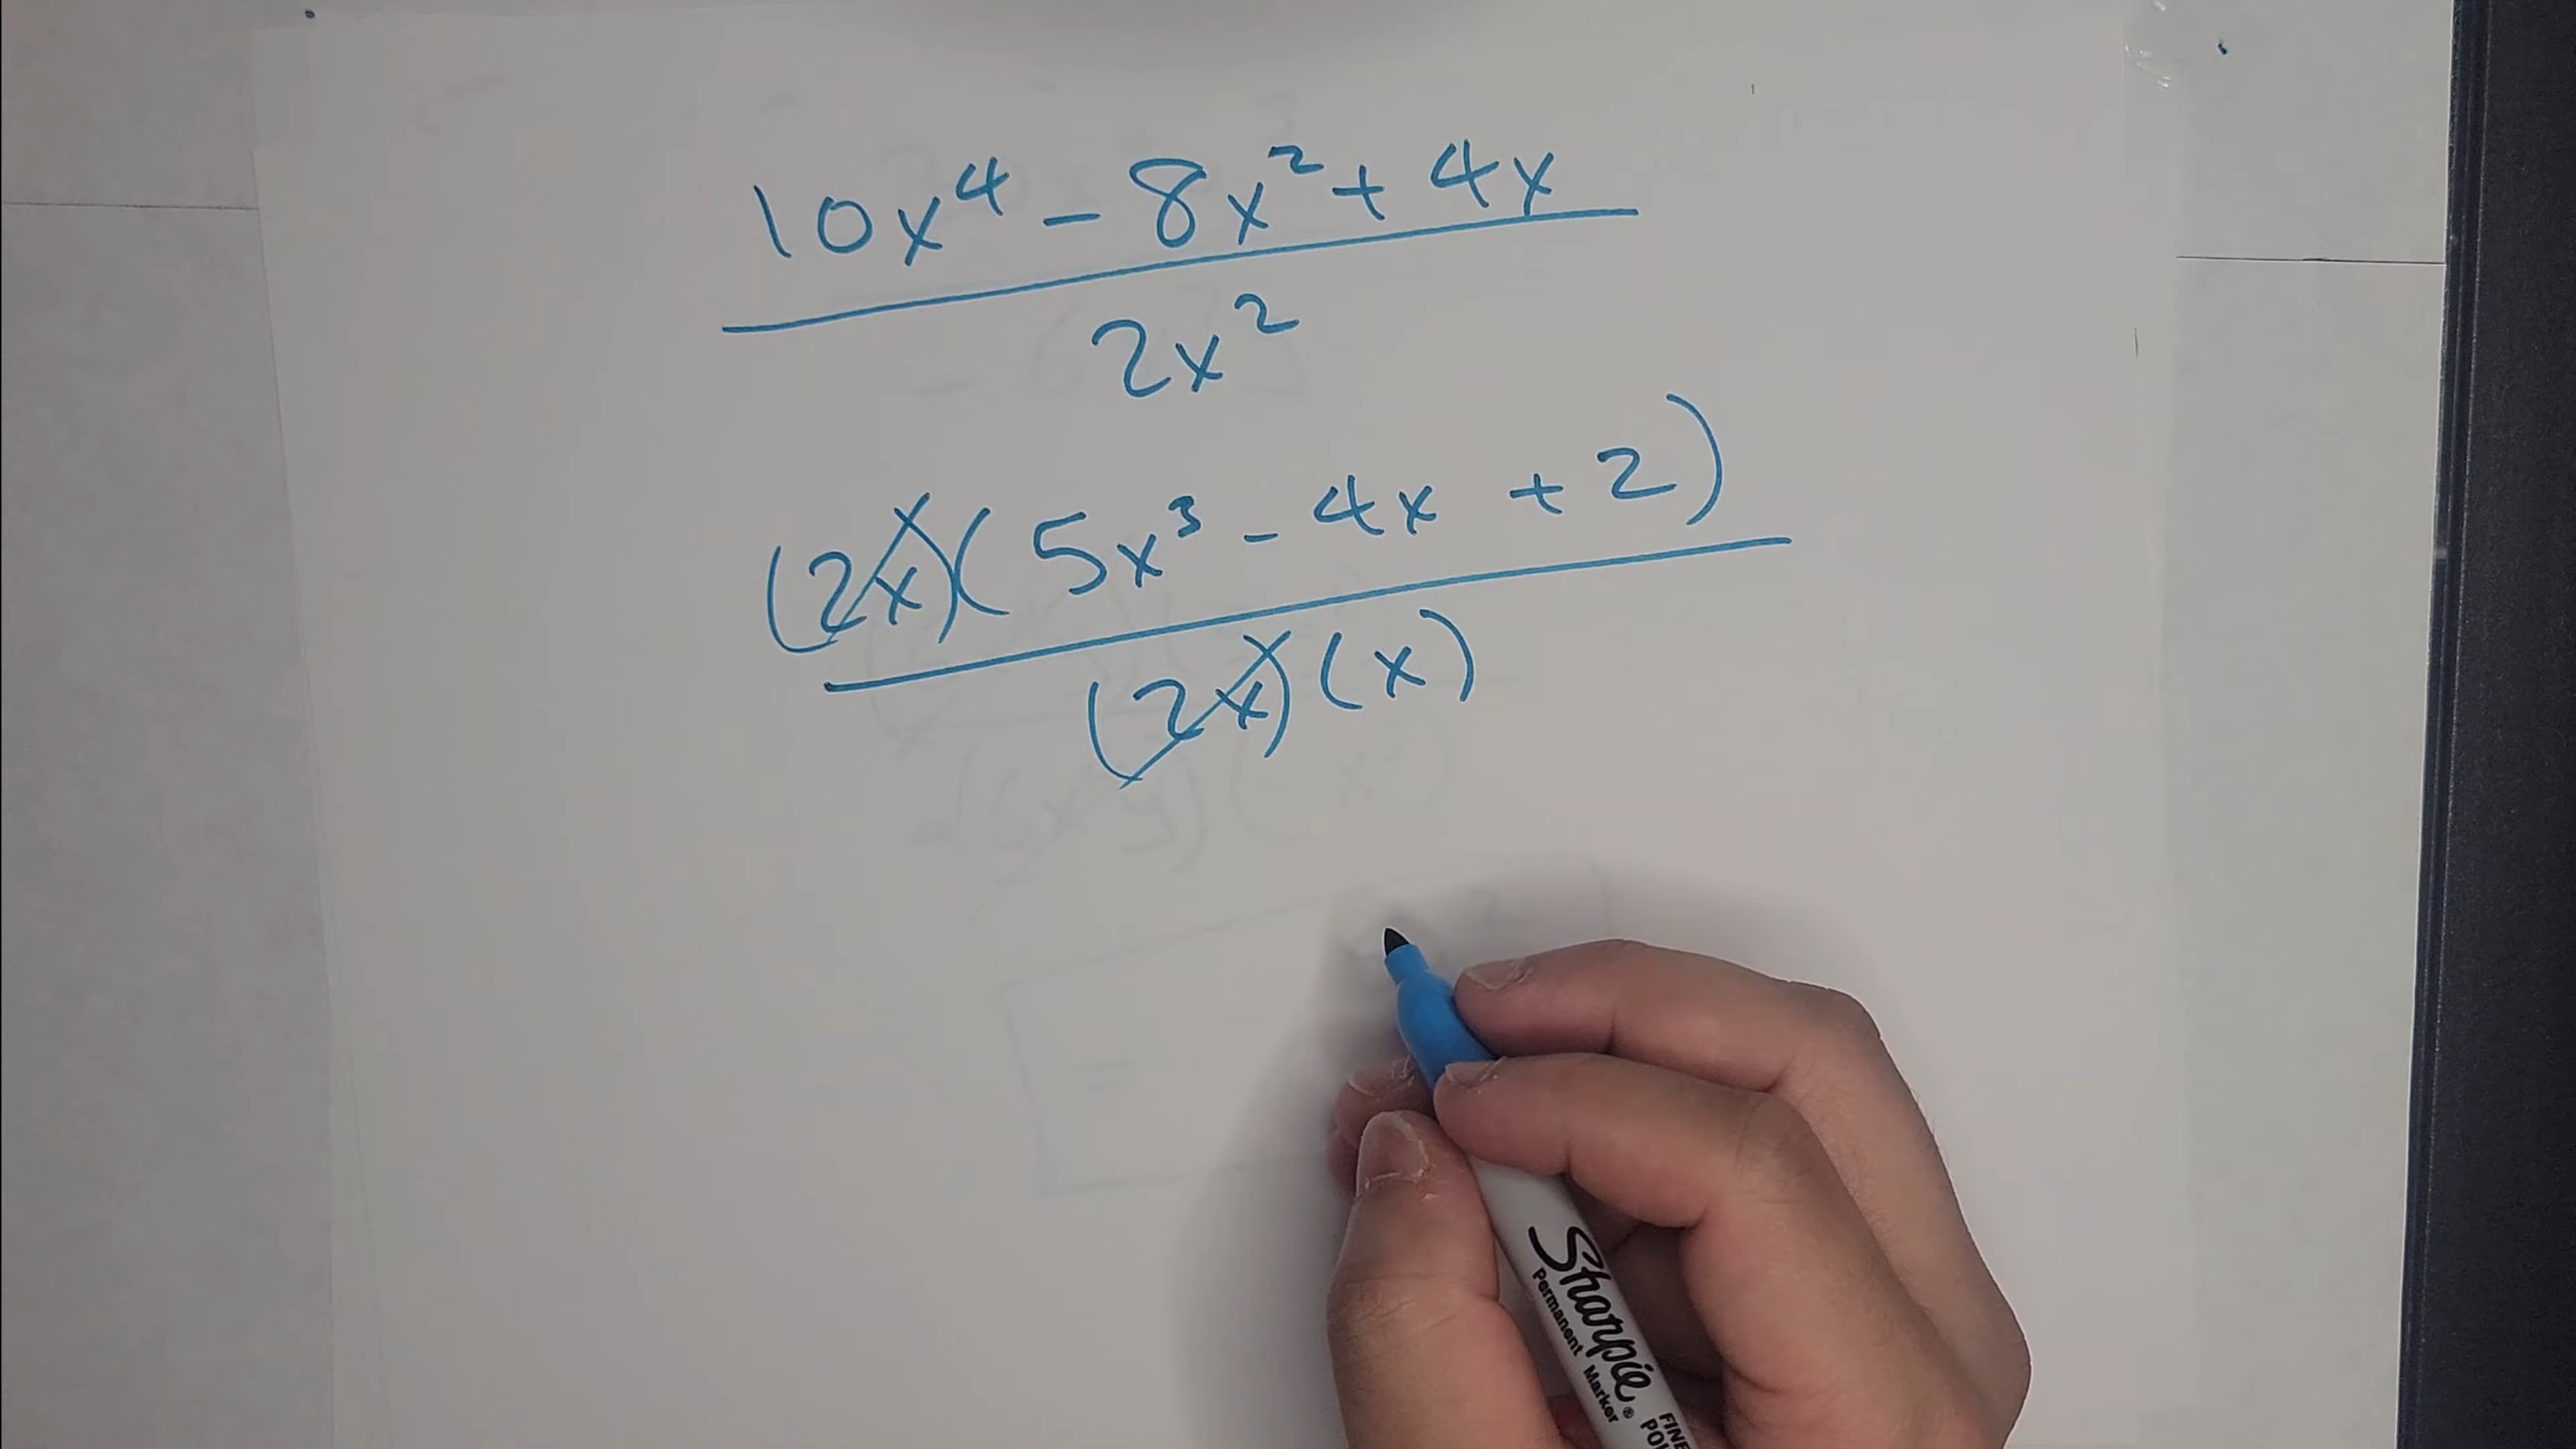 10x⁴ - 8x² + 4x
2x²
(2x)(5x³ - 4x + 2)
(2x)(x)
Sharpie®
Permanent Marker